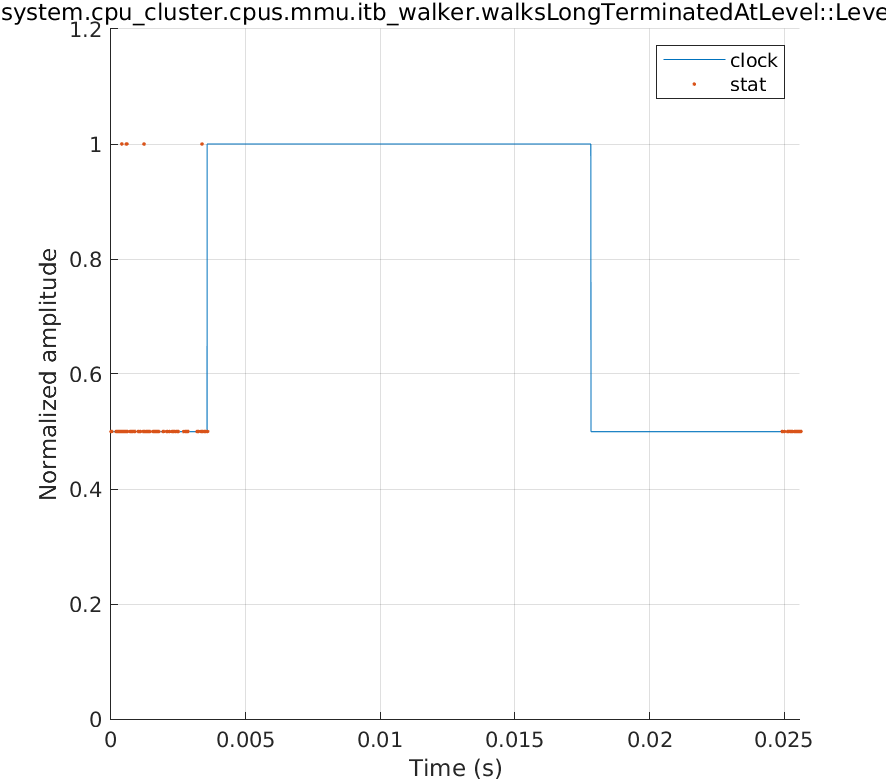 system.cpu_cluster.cpus.mmu.itb_walker.walksLongTerminatedAtLevel::Leve
1.2
clock
stat
1
0.8
Normalized amplitude
0.6
0.4
0.2
0
0 0.005 0.01 0.015 0.02 0.025
Time (s)